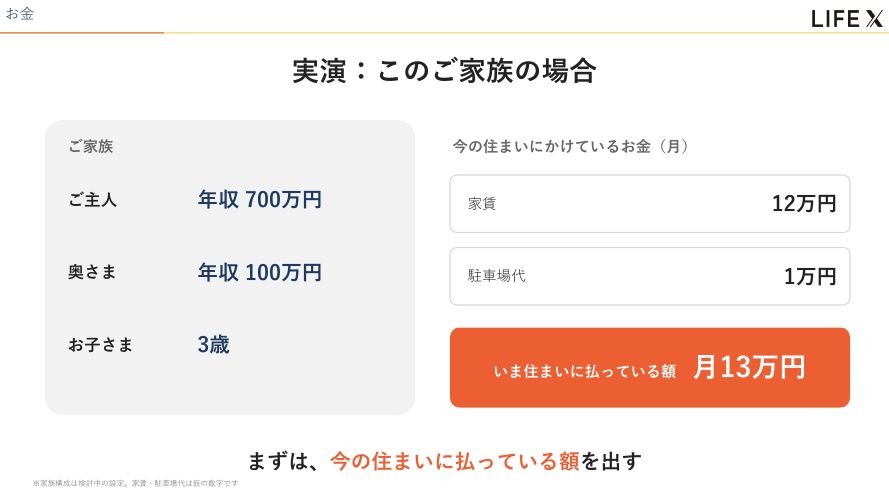 お金
LIFE X
実演：このご家族の場合
ご家族
ご主人 年収 700万円
奥さま 年収 100万円
お子さま 3歳
今の住まいにかけているお金（月）
家賃 12万円
駐車場代 1万円
いま住まいに払っている額 月13万円
まずは、今の住まいに払っている額を出す
※家族構成は検討中の設定。家賃・駐車場代は仮の数字です